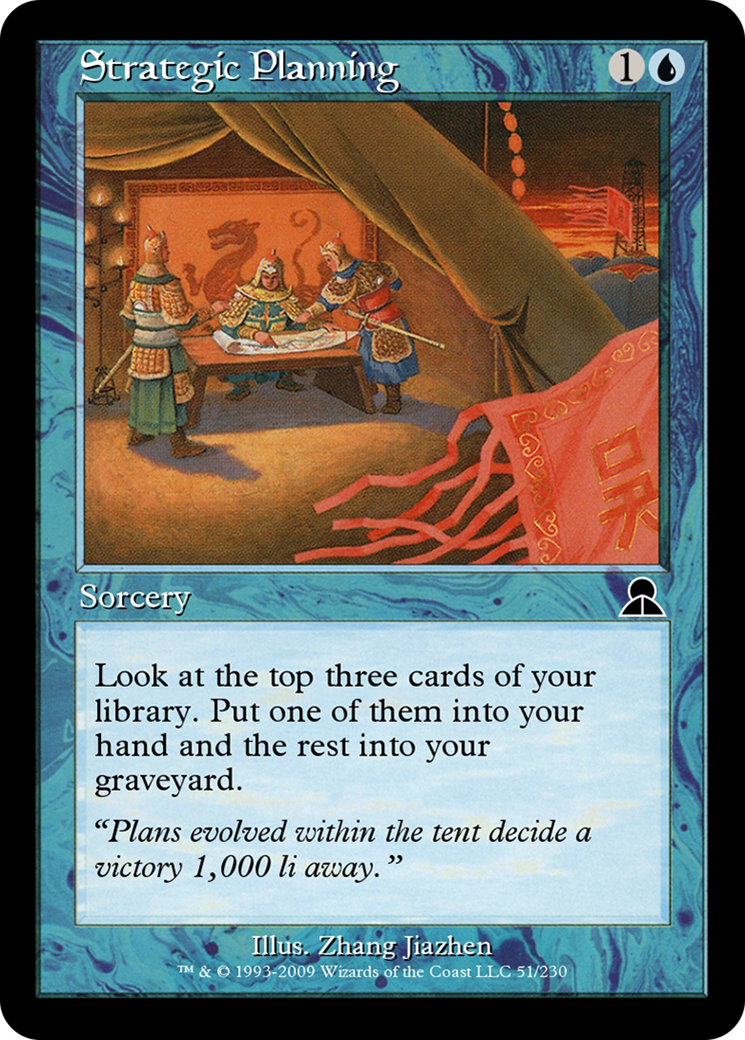 Strategic Planning 1
吳
Sorcery
Look at the top three cards of your
library. Put one of them into your
hand and the rest into your
graveyard.
“Plans evolved within the tent decide a
victory 1,000 li away.”
Illus. Zhang Jiazhen
™ & © 1993-2009 Wizards of the Coast LLC 51/230